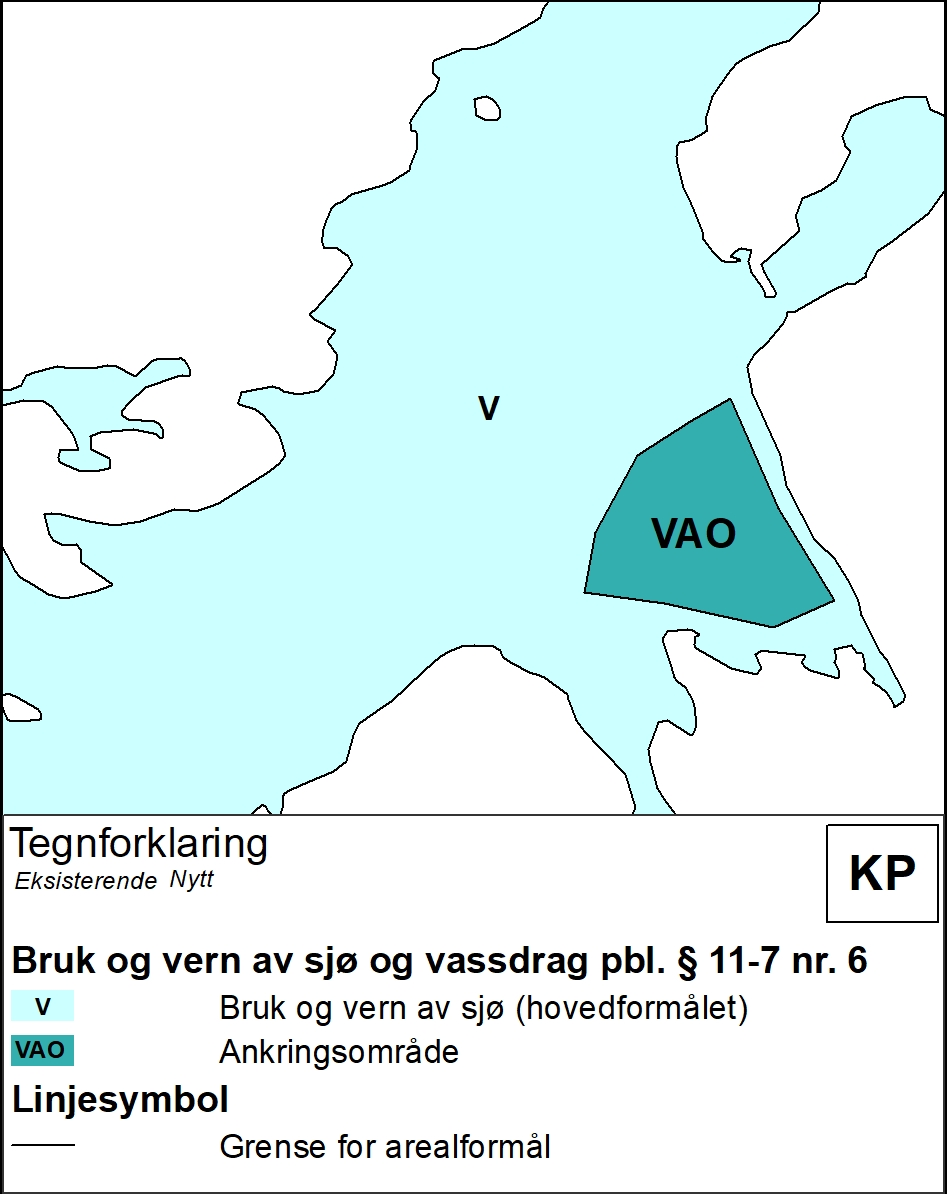 V
VAO
Tegnforklaring
KP
Eksisterende Nytt
Bruk og vern av sjø og vassdrag pbl. § 11-7 nr. 6
V Bruk og vern av sjø (hovedformålet)
VAO Ankringsområde
Linjesymbol
Grense for arealformål